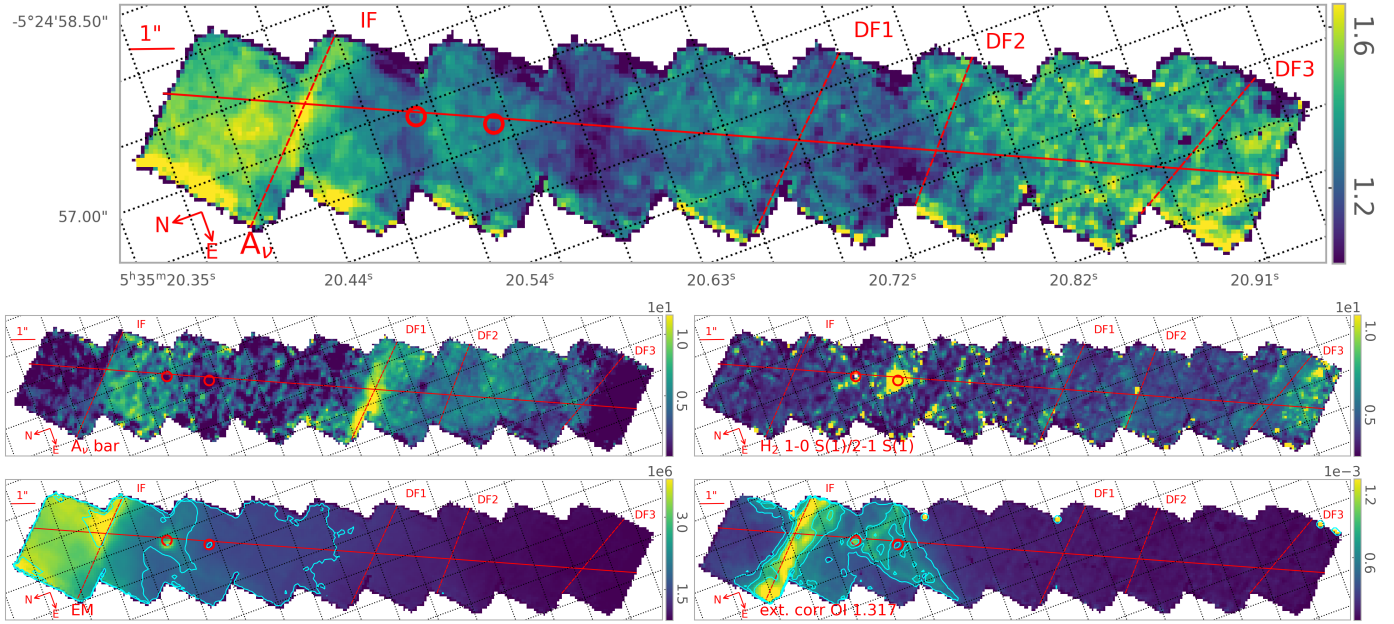 -5°24'58.50"
1"
IF
DF1
DF2
DF3
1.6
1.2
57.00"
N
E
Aᵥ
5ʰ35ᵐ20.35ˢ
20.44ˢ
20.54ˢ
20.63ˢ
20.72ˢ
20.82ˢ
20.91ˢ
1e1
1"
IF
DF1
DF2
DF3
1.0
0.5
N
E
Aᵥ bar
1e1
1"
IF
DF1
DF2
DF3
1.0
0.5
N
E
H₂ 1-0 S(1)/2-1 S(1)
1e6
1"
IF
DF1
DF2
DF3
3.0
1.5
N
E
EM
1e−3
1"
IF
DF1
DF2
DF3
1.2
0.6
N
E
ext. corr OI 1.317